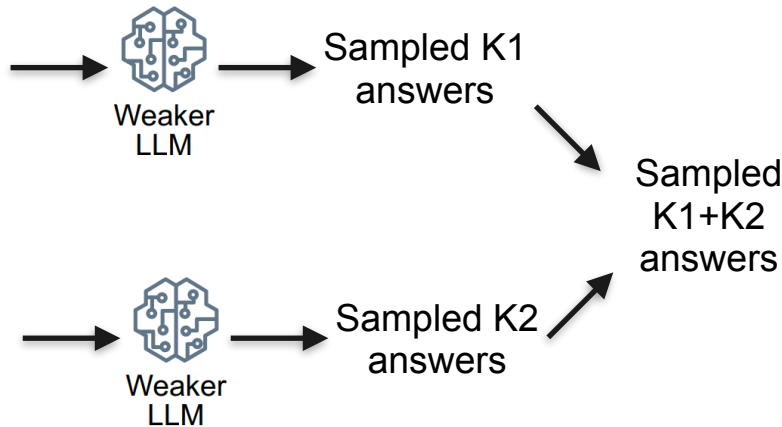 Weaker
LLM
Sampled K1
answers
Sampled
K1+K2
answers
Weaker
LLM
Sampled K2
answers